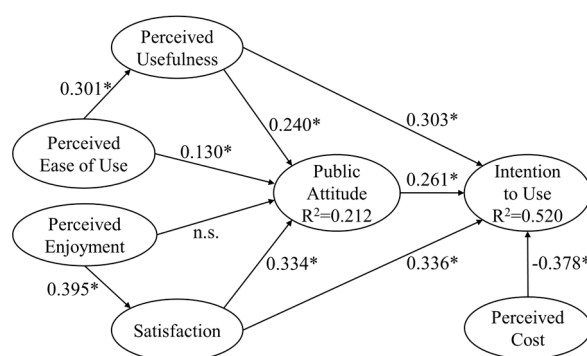 Perceived
Usefulness
0.301*
0.240*
0.303*
Perceived
Ease of Use
0.130*
Public
Attitude
R²=0.212
0.261*
Intention
to Use
R²=0.520
Perceived
Enjoyment
n.s.
0.395*
0.334*
0.336*
-0.378*
Satisfaction
Perceived
Cost